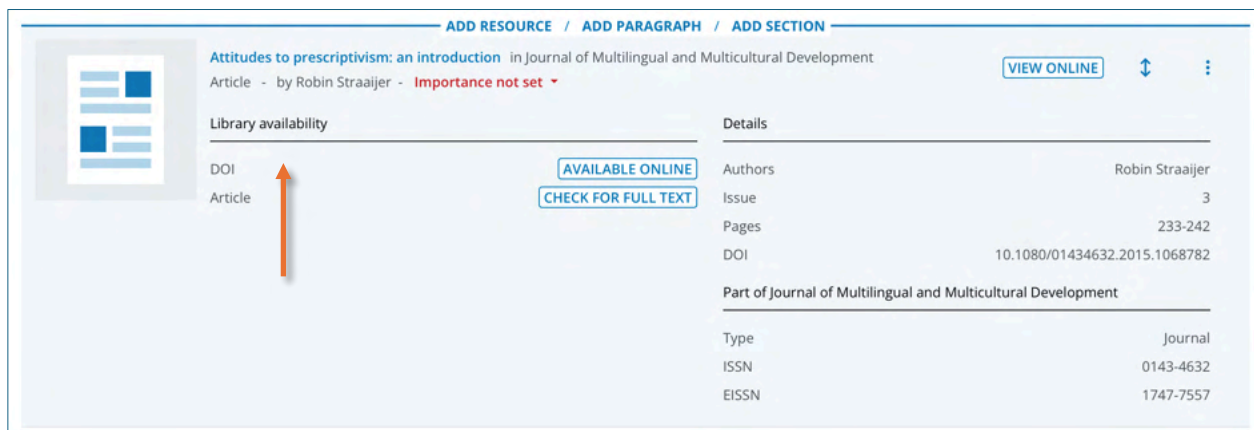 ADD RESOURCE / ADD PARAGRAPH / ADD SECTION
Attitudes to prescriptivism: an introduction in Journal of Multilingual and Multicultural Development
VIEW ONLINE
Article - by Robin Straaijer - Importance not set
Library availability
DOI AVAILABLE ONLINE
Article CHECK FOR FULL TEXT
Details
Authors Robin Straaijer
Issue 3
Pages 233-242
DOI 10.1080/01434632.2015.1068782
Part of Journal of Multilingual and Multicultural Development
Type Journal
ISSN 0143-4632
EISSN 1747-7557